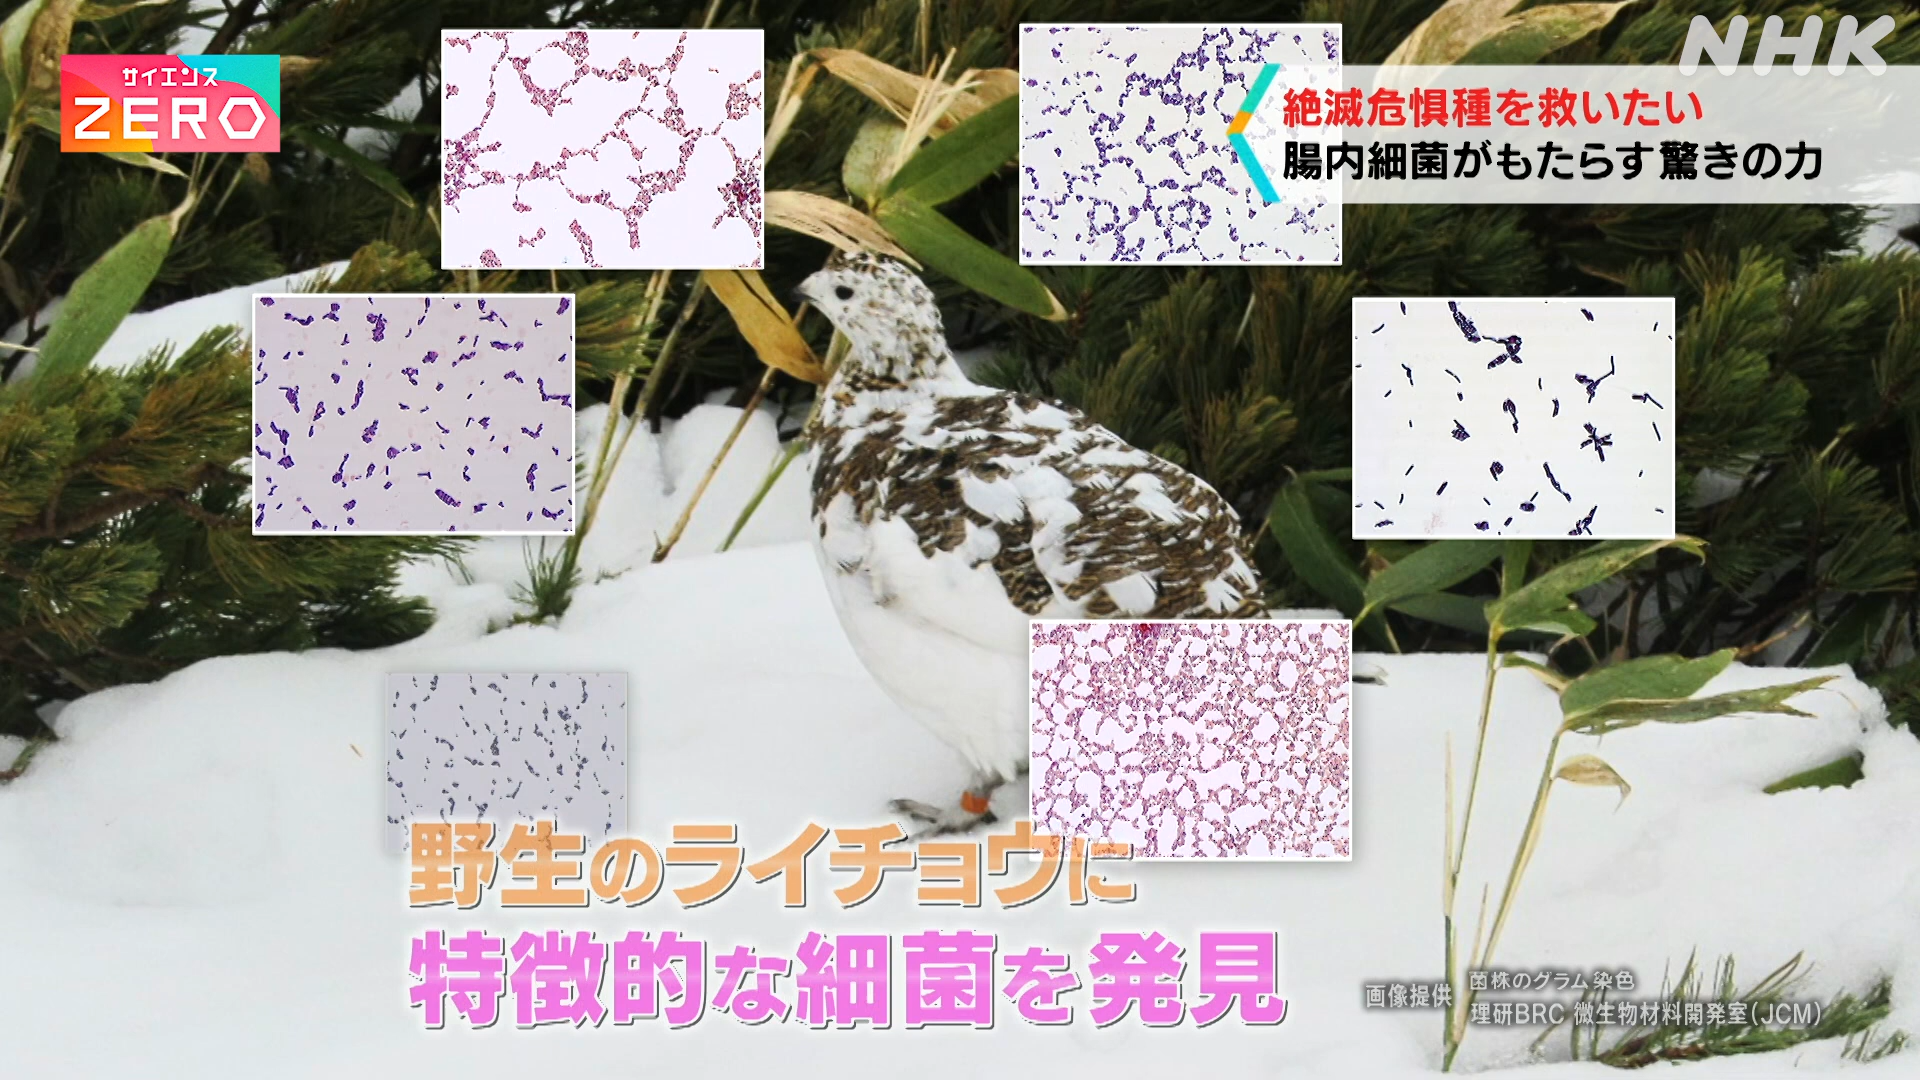 NHK
サイエンス
ZERO
絶滅危惧種を救いたい
腸内細菌がもたらす驚きの力
野生のライチョウに
特徴的な細菌を発見
画像提供
菌株のグラム染色
理研BRC 微生物材料開発室(JCM)